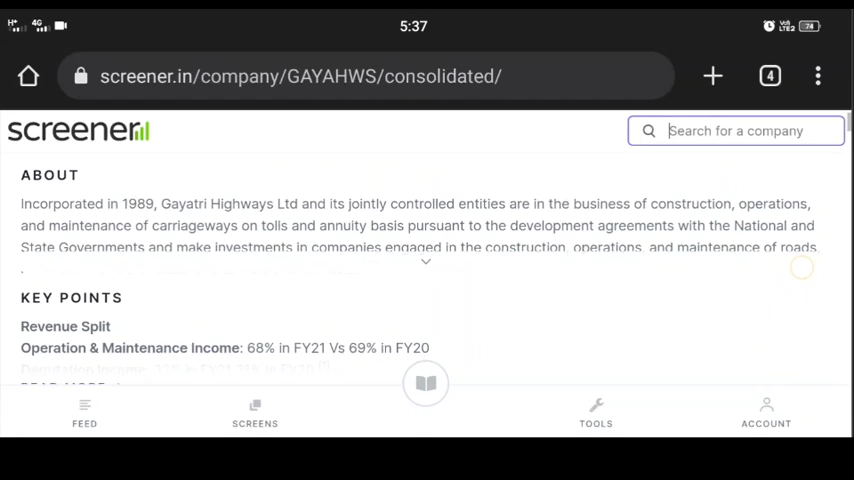 H+ 4G 5:37 Vo) LTE2 74
screener.in/company/GAYAHWS/consolidated/ 4
screener Search for a company
ABOUT
Incorporated in 1989, Gayatri Highways Ltd and its jointly controlled entities are in the business of construction, operations,
and maintenance of carriageways on tolls and annuity basis pursuant to the development agreements with the National and
State Governments and make investments in companies engaged in the construction, operations, and maintenance of roads,
KEY POINTS
Revenue Split
Operation & Maintenance Income: 68% in FY21 Vs 69% in FY20
FEED SCREENS TOOLS ACCOUNT